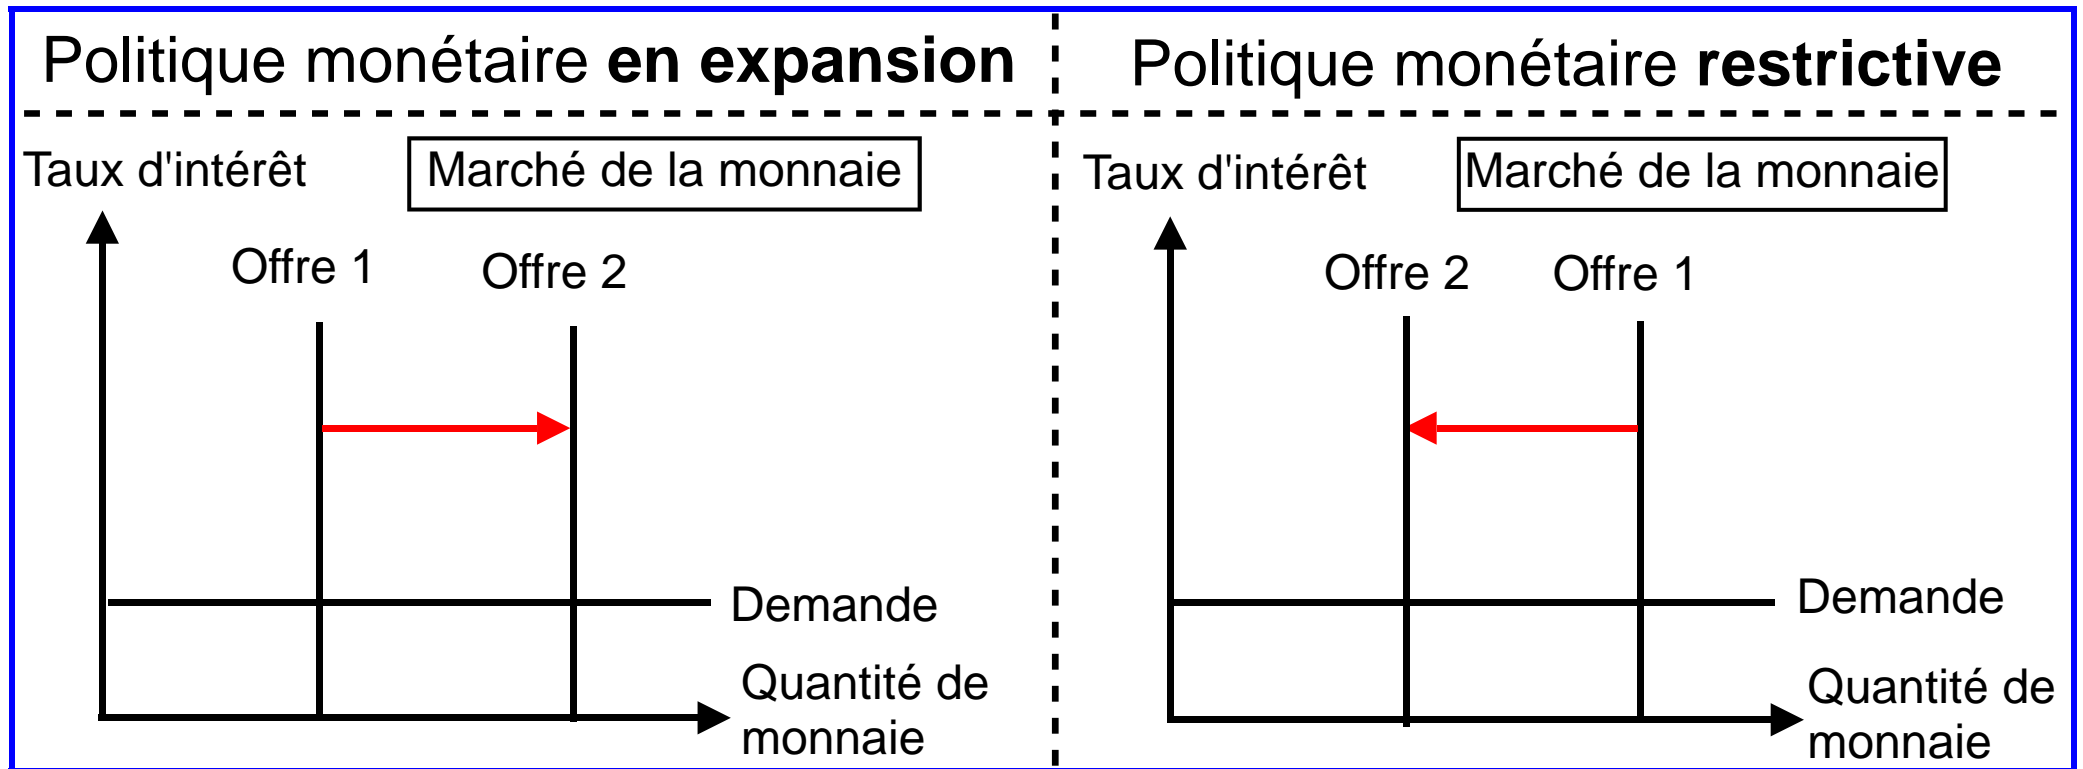 Politique monétaire en expansion
Taux d'intérêt
Marché de la monnaie
Offre 1
Offre 2
Demande
Quantité de
monnaie
Politique monétaire restrictive
Taux d'intérêt
Marché de la monnaie
Offre 2
Offre 1
Demande
Quantité de
monnaie